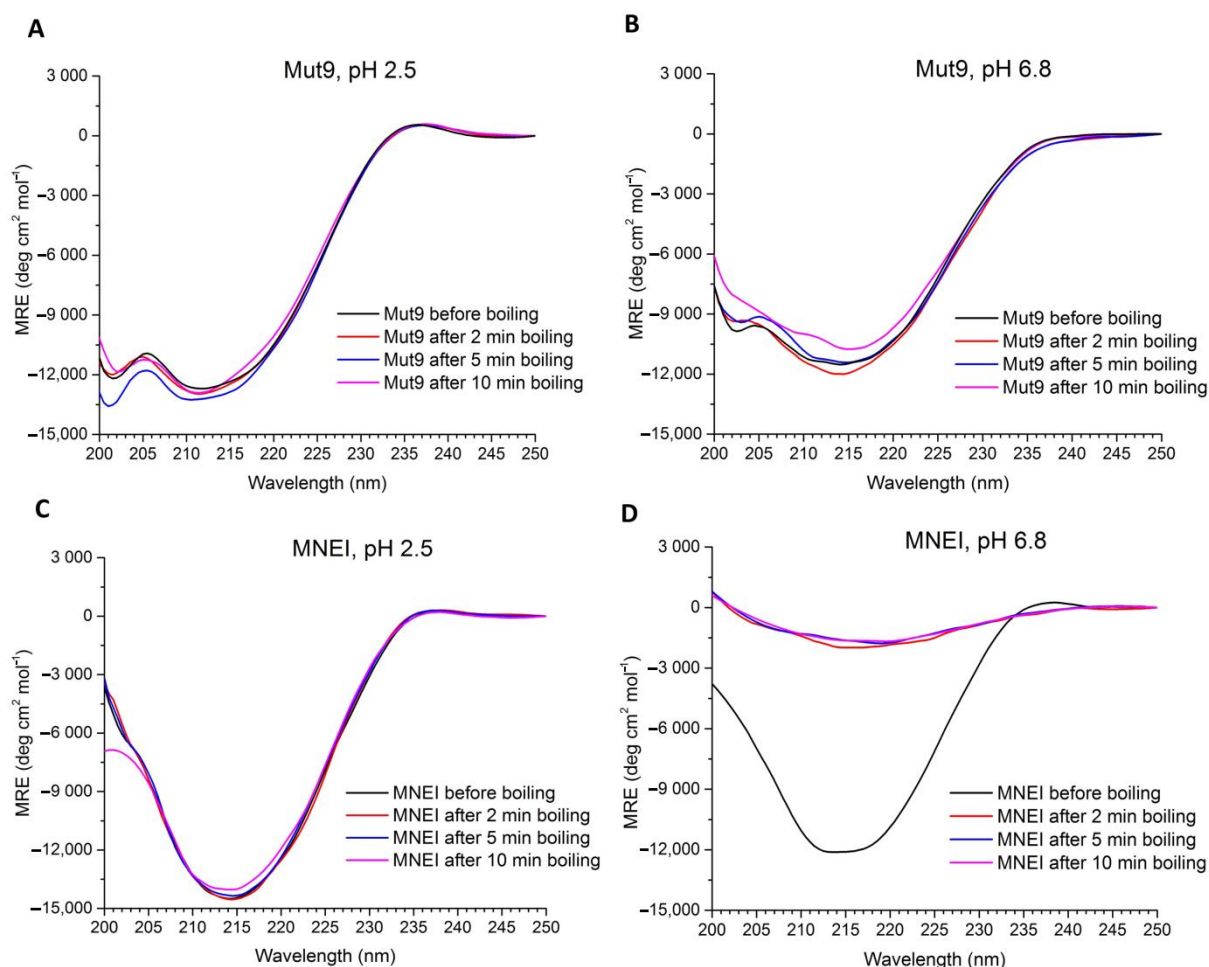 A
Mut9, pH 2.5
3 000
0
–3 000
–6 000
–9 000
–12,000
–15,000
MRE (deg cm² mol⁻¹)
Mut9 before boiling
Mut9 after 2 min boiling
Mut9 after 5 min boiling
Mut9 after 10 min boiling
200 205 210 215 220 225 230 235 240 245 250
Wavelength (nm)
B
Mut9, pH 6.8
3 000
0
–3 000
–6 000
–9 000
–12,000
–15,000
MRE (deg cm² mol⁻¹)
Mut9 before boiling
Mut9 after 2 min boiling
Mut9 after 5 min boiling
Mut9 after 10 min boiling
200 205 210 215 220 225 230 235 240 245 250
Wavelength (nm)
C
MNEI, pH 2.5
3 000
0
–3 000
–6 000
–9 000
–12,000
–15,000
MRE (deg cm² mol⁻¹)
MNEI before boiling
MNEI after 2 min boiling
MNEI after 5 min boiling
MNEI after 10 min boiling
200 205 210 215 220 225 230 235 240 245 250
Wavelength (nm)
D
MNEI, pH 6.8
3 000
0
–3 000
–6 000
–9 000
–12,000
–15,000
MRE (deg cm² mol⁻¹)
MNEI before boiling
MNEI after 2 min boiling
MNEI after 5 min boiling
MNEI after 10 min boiling
200 205 210 215 220 225 230 235 240 245 250
Wavelength (nm)